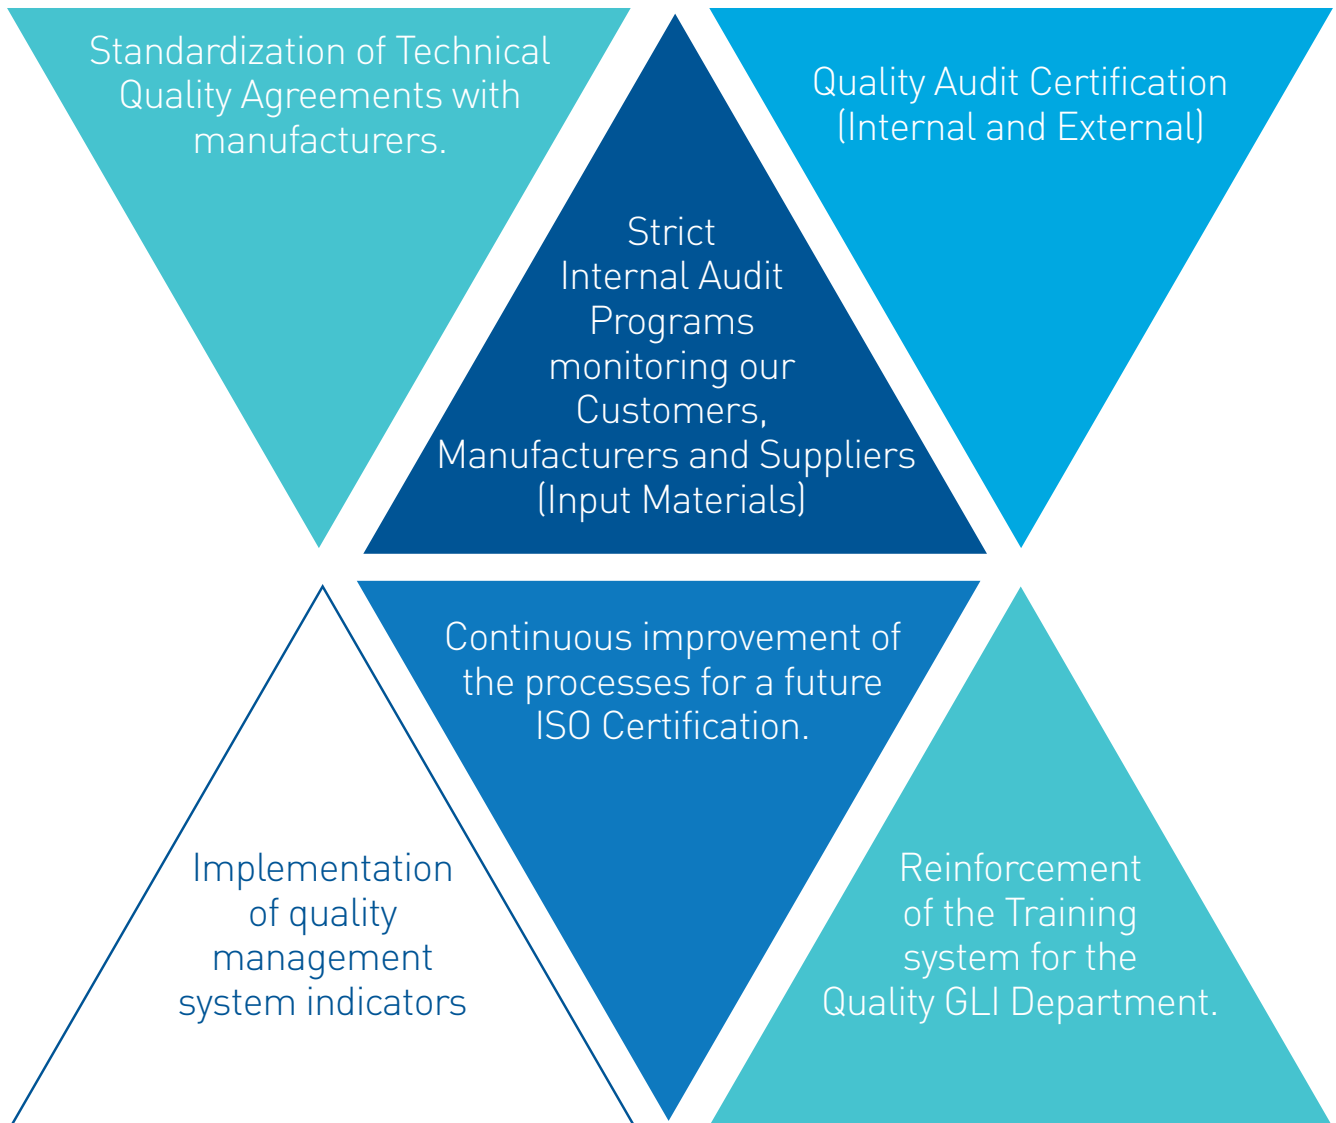 Standardization of Technical
Quality Agreements with
manufacturers.
Strict
Internal Audit
Programs
monitoring our
Customers,
Manufacturers and Suppliers
(Input Materials)
Quality Audit Certification
(Internal and External)
Implementation
of quality
management
system indicators
Continuous improvement of
the processes for a future
ISO Certification.
Reinforcement
of the Training
system for the
Quality GLI Department.